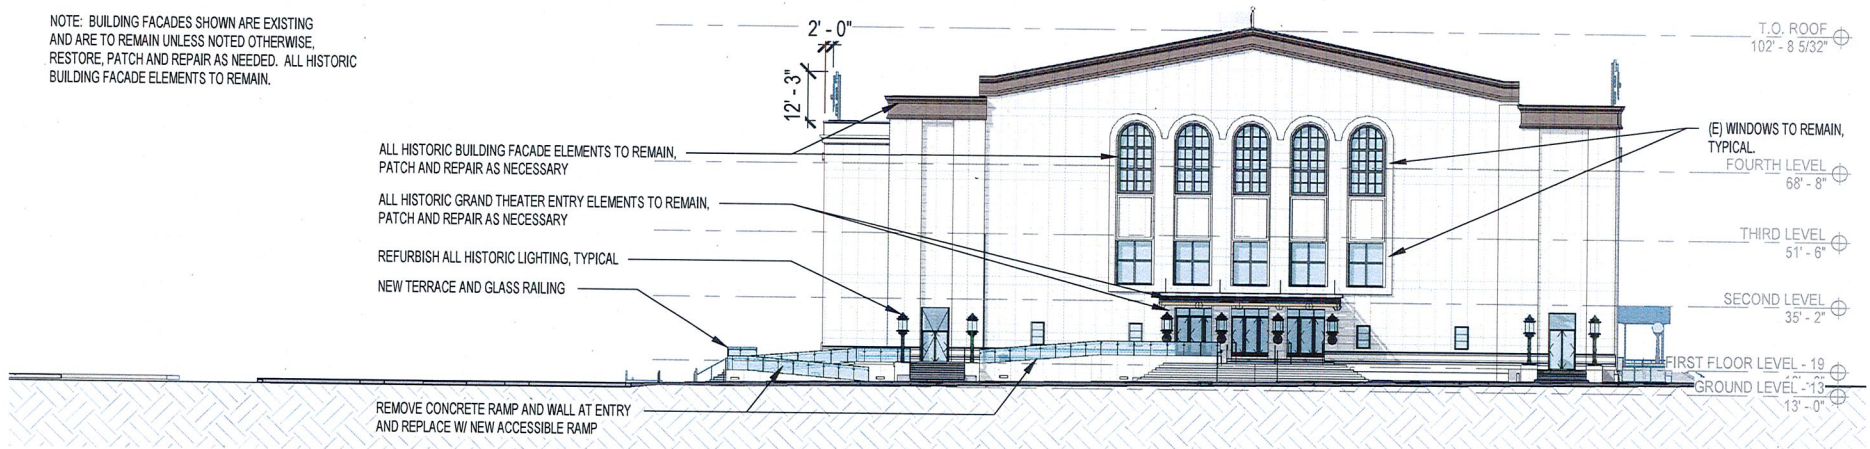 NOTE: BUILDING FACADES SHOWN ARE EXISTING
AND ARE TO REMAIN UNLESS NOTED OTHERWISE,
RESTORE, PATCH AND REPAIR AS NEEDED. ALL HISTORIC
BUILDING FACADE ELEMENTS TO REMAIN.
2' - 0"
12' - 3"
ALL HISTORIC BUILDING FACADE ELEMENTS TO REMAIN,
PATCH AND REPAIR AS NECESSARY
ALL HISTORIC GRAND THEATER ENTRY ELEMENTS TO REMAIN,
PATCH AND REPAIR AS NECESSARY
REFURBISH ALL HISTORIC LIGHTING, TYPICAL
NEW TERRACE AND GLASS RAILING
REMOVE CONCRETE RAMP AND WALL AT ENTRY
AND REPLACE W/ NEW ACCESSIBLE RAMP
T.O. ROOF
102' - 8 5/32"
(E) WINDOWS TO REMAIN,
TYPICAL.
FOURTH LEVEL
68' - 8"
THIRD LEVEL
51' - 6"
SECOND LEVEL
35' - 2"
FIRST FLOOR LEVEL - 19
GROUND LEVEL - 13
13' - 0"